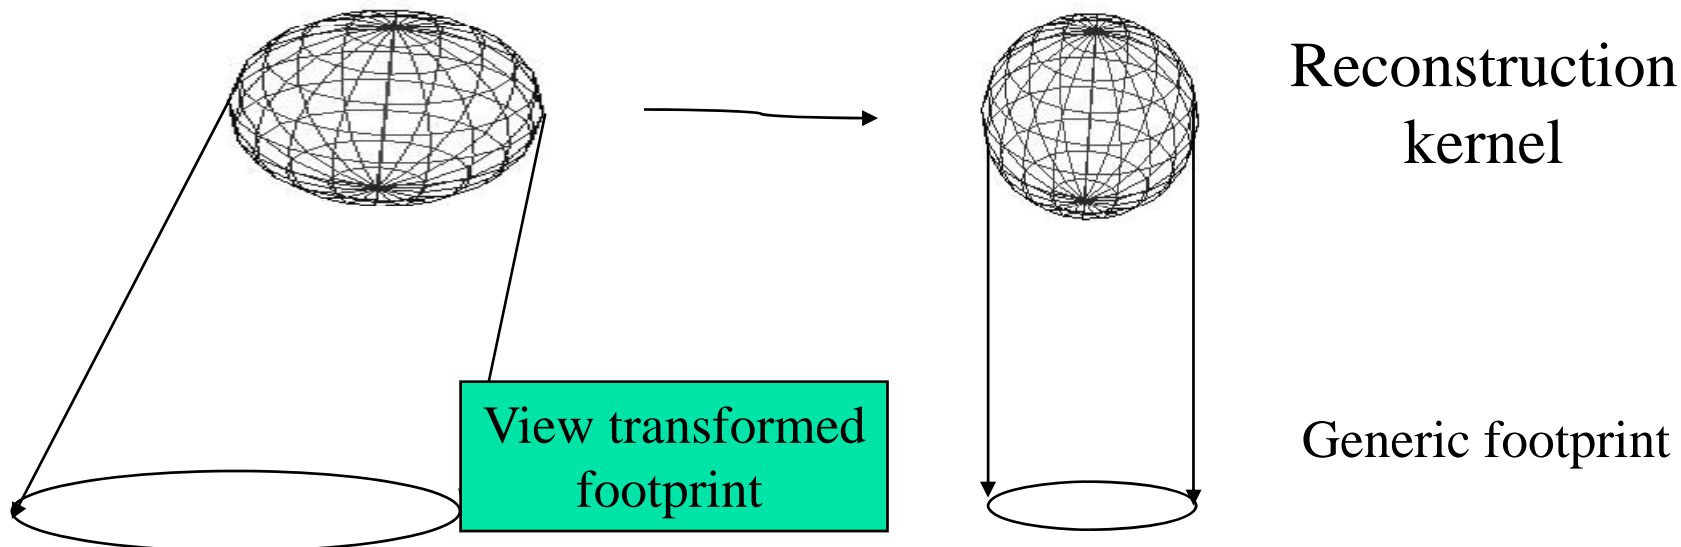 Reconstruction
kernel
View transformed
footprint
Generic footprint